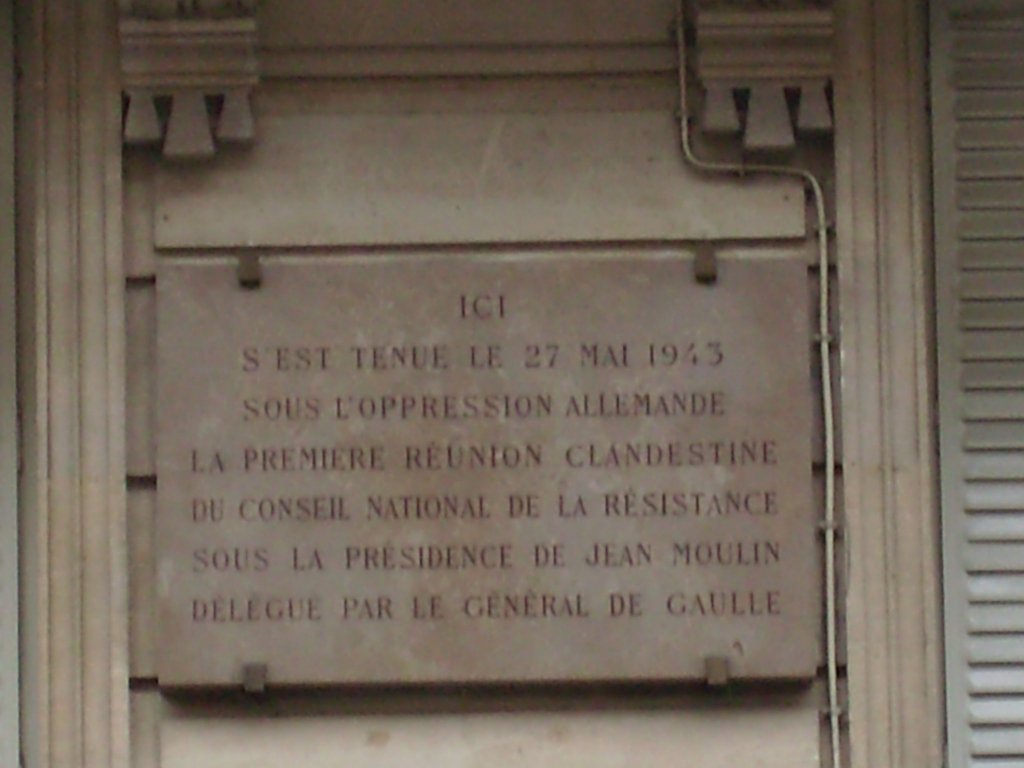 ICI
S'EST TENUE LE 27 MAI 1943
SOUS L'OPPRESSION ALLEMANDE
LA PREMIÈRE RÉUNION CLANDESTINE
DU CONSEIL NATIONAL DE LA RÉSISTANCE
SOUS LA PRÉSIDENCE DE JEAN MOULIN
DÉLÉGUÉ PAR LE GÉNÉRAL DE GAULLE